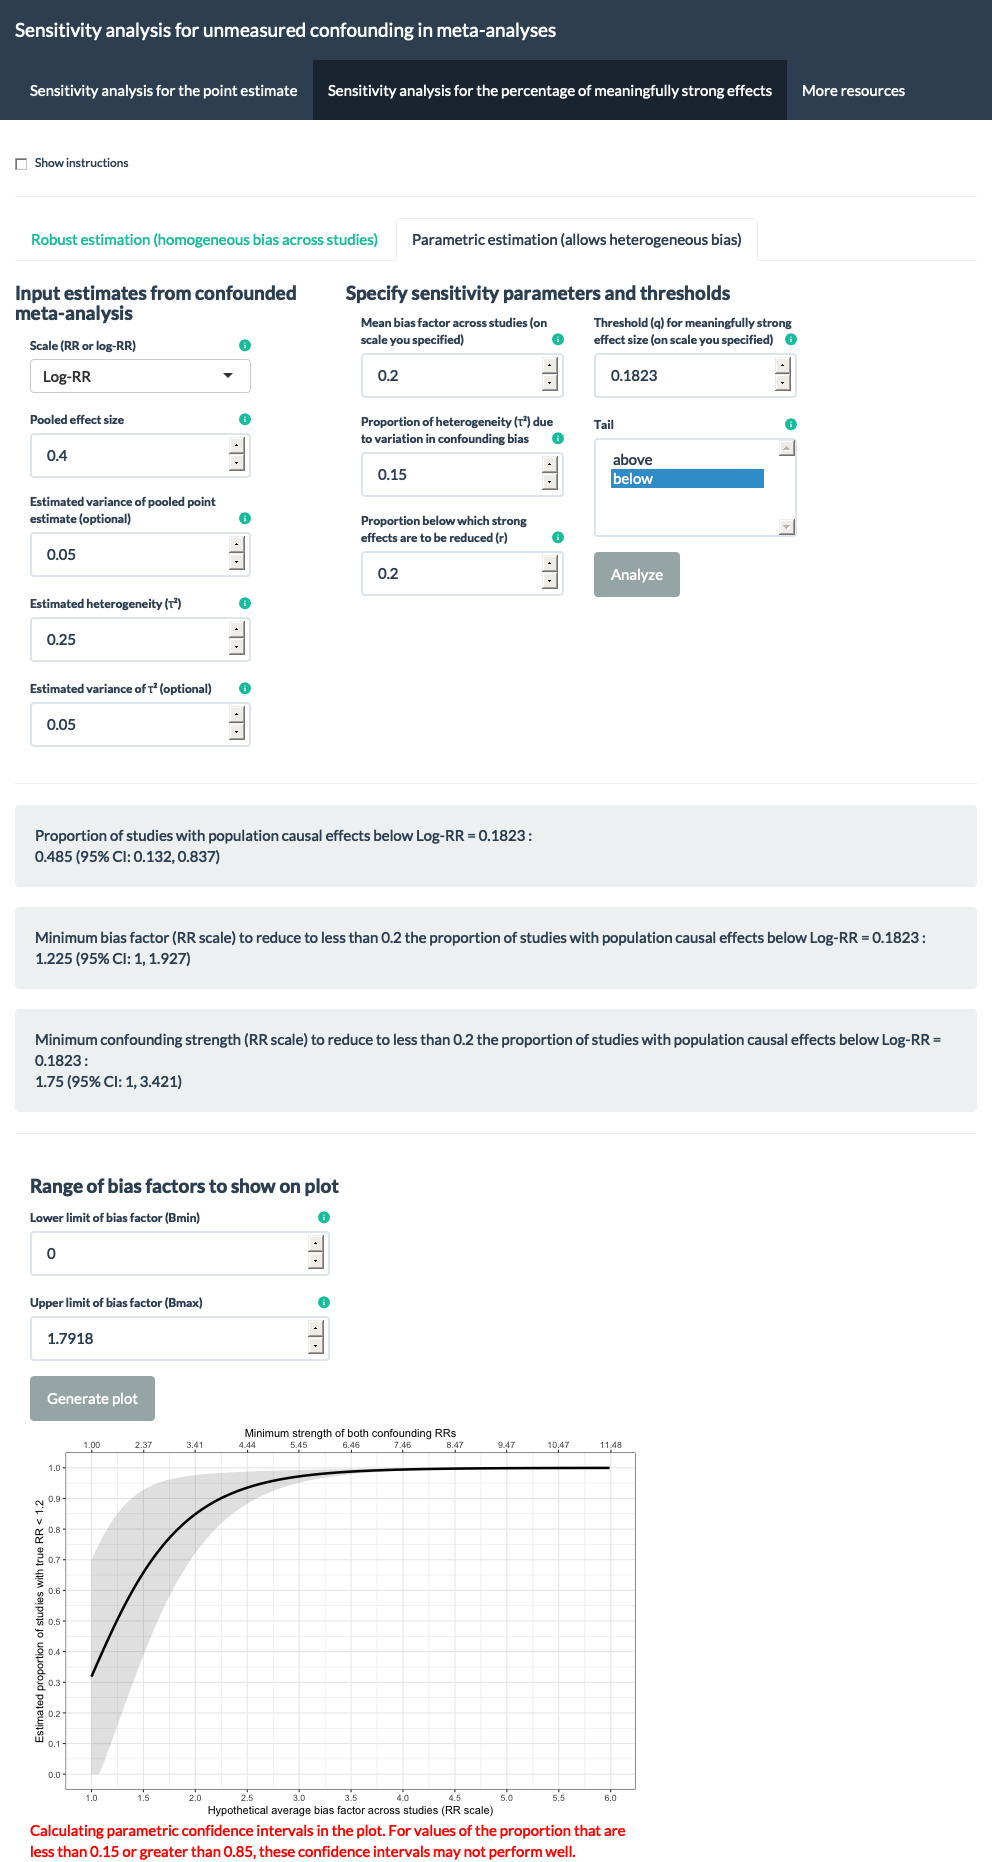 Sensitivity analysis for unmeasured confounding in meta-analyses
Sensitivity analysis for the point estimate
Sensitivity analysis for the percentage of meaningfully strong effects
More resources
Show instructions
Robust estimation (homogeneous bias across studies)
Parametric estimation (allows heterogeneous bias)
Input estimates from confounded
meta-analysis
Scale (RR or log-RR)
Log-RR
Pooled effect size
0.4
Estimated variance of pooled point
estimate (optional)
0.05
Estimated heterogeneity (τ²)
0.25
Estimated variance of τ² (optional)
0.05
Specify sensitivity parameters and thresholds
Mean bias factor across studies (on
scale you specified)
0.2
Proportion of heterogeneity (τ²) due
to variation in confounding bias
0.15
Proportion below which strong
effects are to be reduced (r)
0.2
Threshold (q) for meaningfully strong
effect size (on scale you specified)
0.1823
Tail
above
below
Analyze
Proportion of studies with population causal effects below Log-RR = 0.1823 :
0.485 (95% CI: 0.132, 0.837)
Minimum bias factor (RR scale) to reduce to less than 0.2 the proportion of studies with population causal effects below Log-RR = 0.1823 :
1.225 (95% CI: 1, 1.927)
Minimum confounding strength (RR scale) to reduce to less than 0.2 the proportion of studies with population causal effects below Log-RR =
0.1823 :
1.75 (95% CI: 1, 3.421)
Range of bias factors to show on plot
Lower limit of bias factor (Bmin)
0
Upper limit of bias factor (Bmax)
1.7918
Generate plot
Minimum strength of both confounding RRs
1.00 2.37 3.41 4.44 5.45 6.46 7.46 8.47 9.47 10.47 11.48
Estimated proportion of studies with true RR < 1.2
1.0
0.9
0.8
0.7
0.6
0.5
0.4
0.3
0.2
0.1
0.0
1.0 1.5 2.0 2.5 3.0 3.5 4.0 4.5 5.0 5.5 6.0
Hypothetical average bias factor across studies (RR scale)
Calculating parametric confidence intervals in the plot. For values of the proportion that are
less than 0.15 or greater than 0.85, these confidence intervals may not perform well.